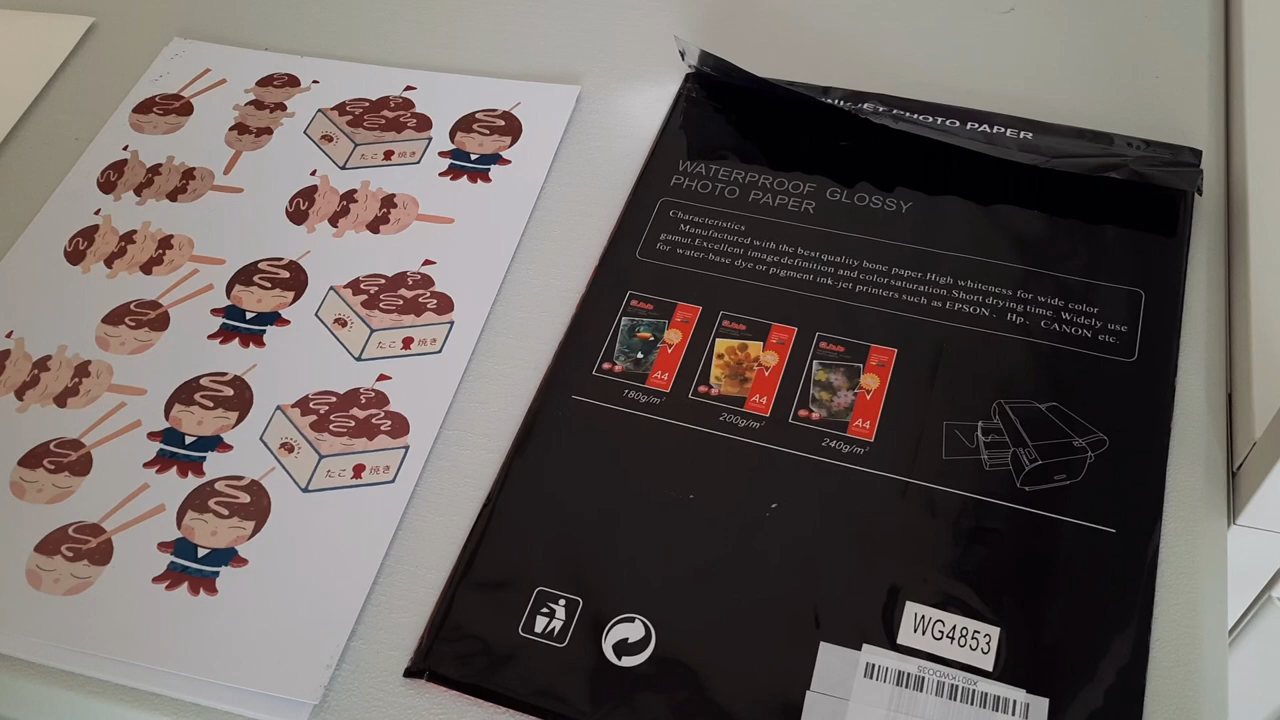 たこ焼き
たこ焼き
たこ焼き
INKJET PHOTO PAPER
WATERPROOF GLOSSY
PHOTO PAPER
Characteristics
Manufactured with the best quality bone paper.High whiteness for wide color
gamut.Excellent image definition and color saturation.Short drying time. Widely use
for water-base dye or pigment ink-jet printers such as EPSON、 Hp、 CANON etc.
A4
A4
A4
180g/m²
200g/m²
240g/m²
WG4853
X001KWDO35